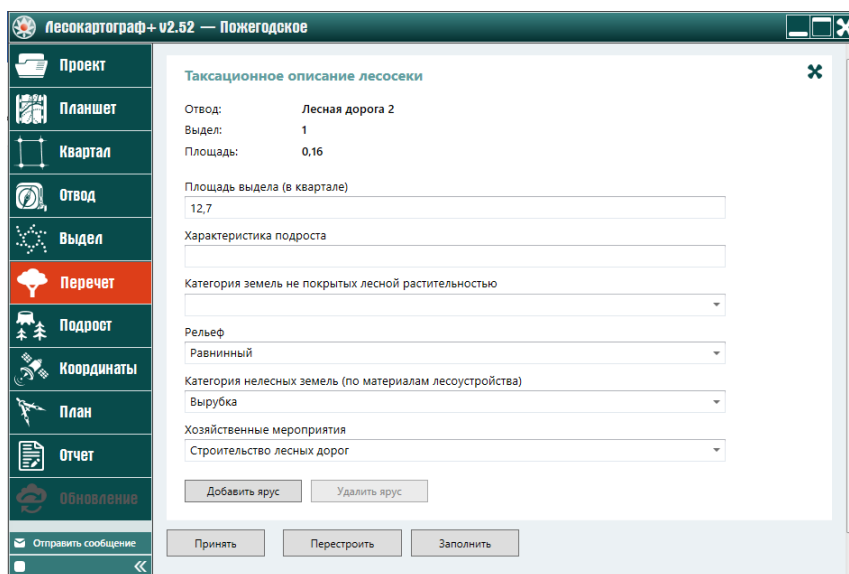 Лесокартограф+ v2.52 — Пожегодское
Проект
Планшет
Квартал
Отвод
Выдел
Перечет
Подрост
Координаты
План
Отчет
Обновление
Отправить сообщение
Таксационное описание лесосеки
Отвод: Лесная дорога 2
Выдел: 1
Площадь: 0,16
Площадь выдела (в квартале)
12,7
Характеристика подроста
Категория земель не покрытых лесной растительностью
Рельеф
Равнинный
Категория нелесных земель (по материалам лесоустройства)
Вырубка
Хозяйственные мероприятия
Строительство лесных дорог
Добавить ярус Удалить ярус
Принять Перестроить Заполнить